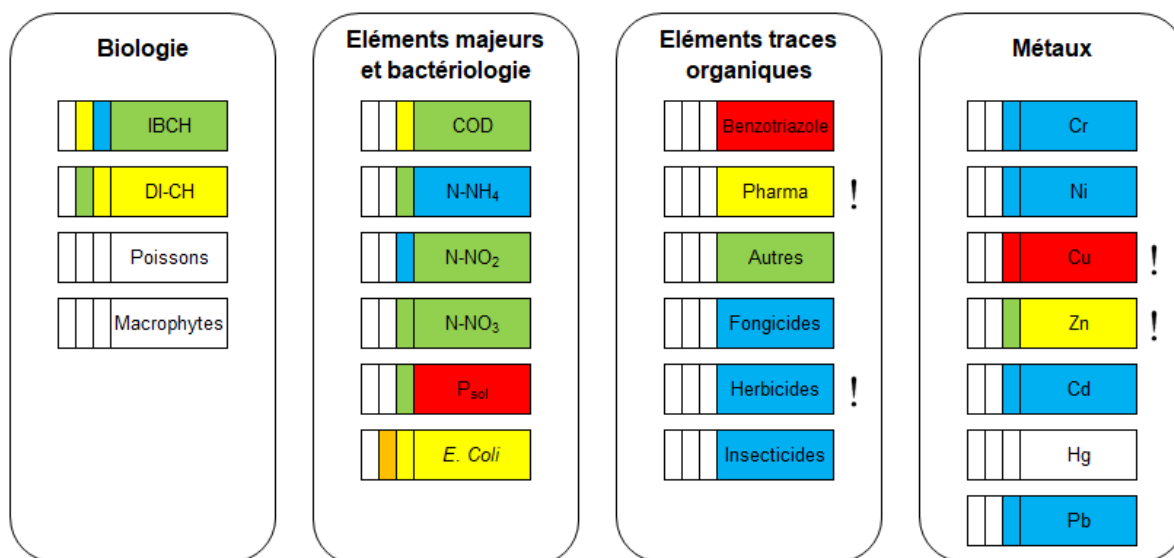 Biologie
IBCH
DI-CH
Poissons
Macrophytes
Eléments majeurs
et bactériologie
COD
N-NH₄
N-NO₂
N-NO₃
Psol
E. Coli
Eléments traces
organiques
Benzotriazole
Pharma !
Autres
Fongicides
Herbicides !
Insecticides
Métaux
Cr
Ni
Cu !
Zn !
Cd
Hg
Pb